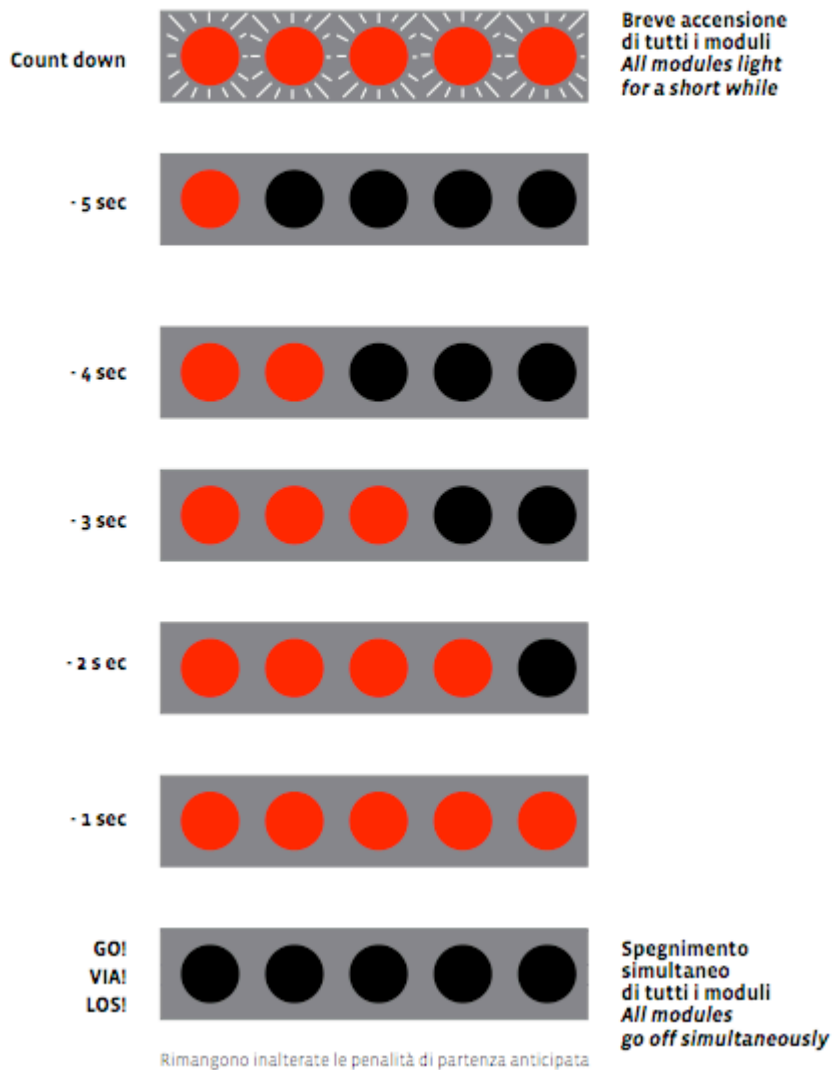 Count down
Breve accensione
di tutti i moduli
All modules light
for a short while
- 5 sec
- 4 sec
- 3 sec
- 2 s ec
- 1 sec
GO!
VIA!
LOS!
Spegnimento
simultaneo
di tutti i moduli
All modules
go off simultaneously
Rimangono inalterate le penalità di partenza anticipata